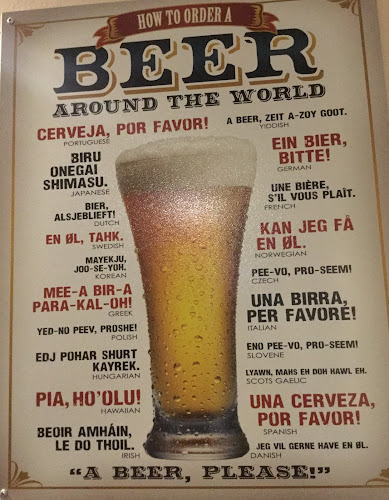 HOW TO ORDER A
BEER
AROUND THE WORLD
CERVEJA, POR FAVOR!
PORTUGUESE
BIRU
ONEGAI
SHIMASU.
JAPANESE
BIER,
ALSJEBLIEFT!
DUTCH
EN ØL, TAHK.
SWEDISH
MAYEKJU,
JOO-SE-YOH.
KOREAN
MEE-A BIR-A
PARA-KAL-OH!
GREEK
YED-NO PEEV, PROSHE!
POLISH
EDJ POHAR SHURT
KAYREK.
HUNGARIAN
PIA, HO'OLU!
HAWAIIAN
BEOIR AMHÁIN,
LE DO THOIL.
IRISH
A BEER, ZEIT A-ZOY GOOT.
YIDDISH
EIN BIER,
BITTE!
GERMAN
UNE BIÈRE,
S'IL VOUS PLAÎT.
FRENCH
KAN JEG FÅ
EN ØL.
NORWEGIAN
PEE-VO, PRO-SEEM!
CZECH
UNA BIRRA,
PER FAVORE!
ITALIAN
ENO PEE-VO, PRO-SEEM!
SLOVENE
LYAWN, MAHS EH DOH HAWL EH.
SCOTS GAELIC
UNA CERVEZA,
POR FAVOR!
SPANISH
JEG VIL GERNE HAVE EN ØL.
DANISH
"A BEER, PLEASE!"